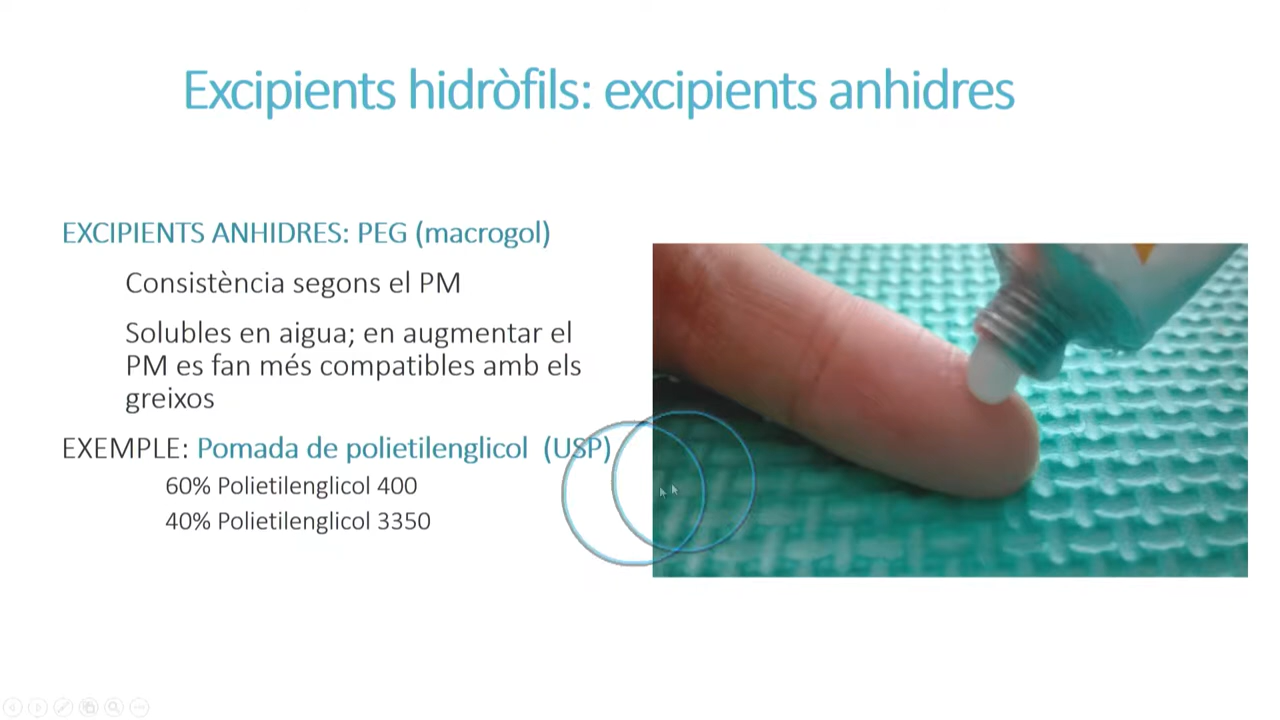 Excipients hidròfils: excipients anhidres
EXCIPIENTS ANHIDRES: PEG (macrogol)
Consistència segons el PM
Solubles en aigua; en augmentar el
PM es fan més compatibles amb els
greixos
EXEMPLE: Pomada de polietilenglicol (USP)
60% Polietilenglicol 400
40% Polietilenglicol 3350